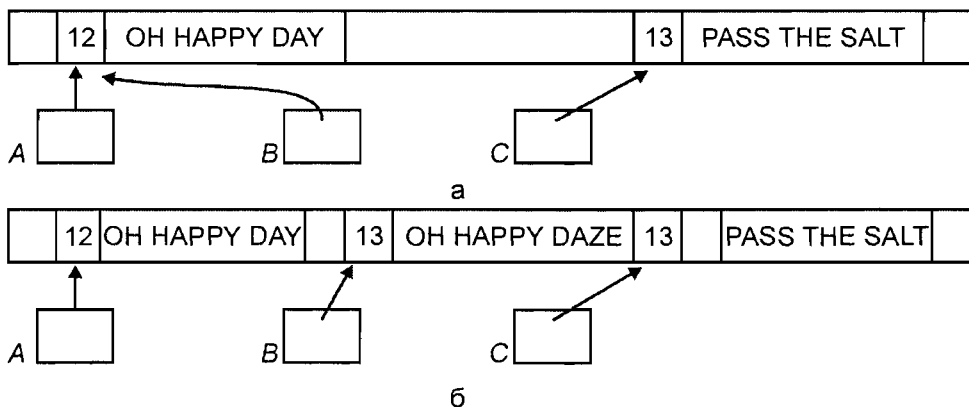 12 OH HAPPY DAY 13 PASS THE SALT
A B C
а
12 OH HAPPY DAY 13 OH HAPPY DAZE 13 PASS THE SALT
A B C
б